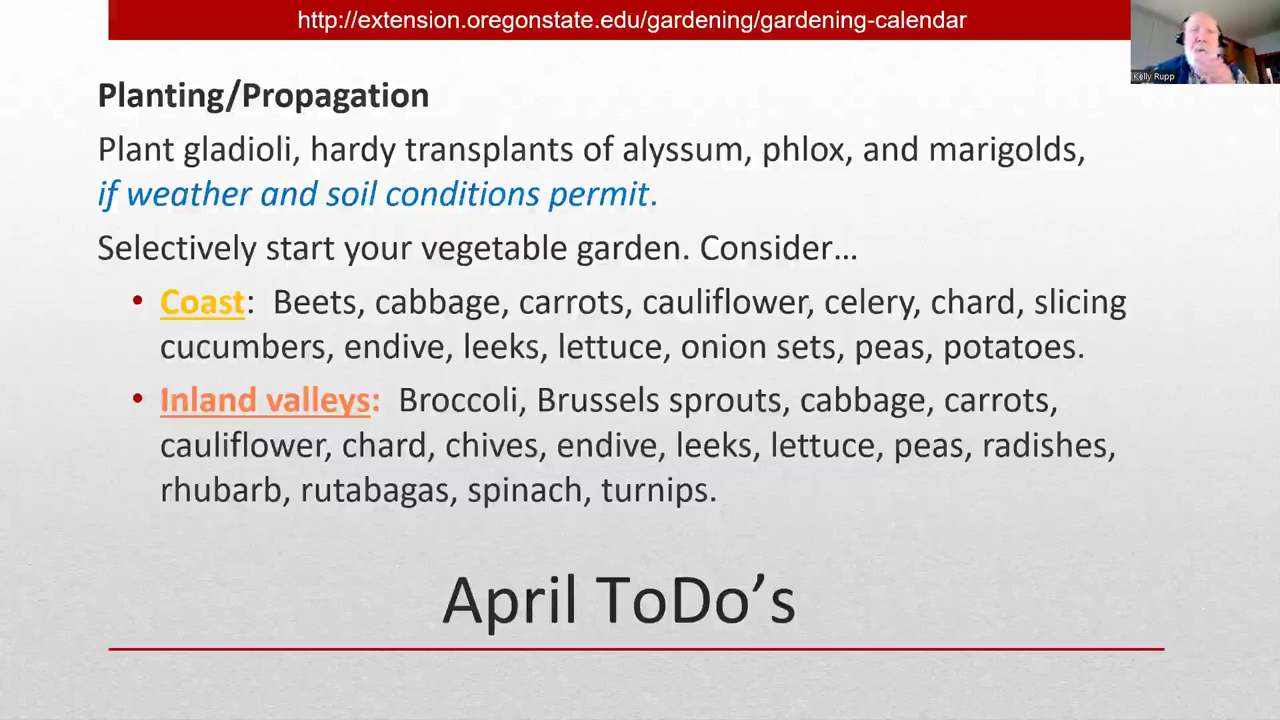 http://extension.oregonstate.edu/gardening/gardening-calendar
Kelly Rupp
Planting/Propagation
Plant gladioli, hardy transplants of alyssum, phlox, and marigolds,
if weather and soil conditions permit.
Selectively start your vegetable garden. Consider…
• Coast: Beets, cabbage, carrots, cauliflower, celery, chard, slicing
cucumbers, endive, leeks, lettuce, onion sets, peas, potatoes.
• Inland valleys: Broccoli, Brussels sprouts, cabbage, carrots,
cauliflower, chard, chives, endive, leeks, lettuce, peas, radishes,
rhubarb, rutabagas, spinach, turnips.
April ToDo’s